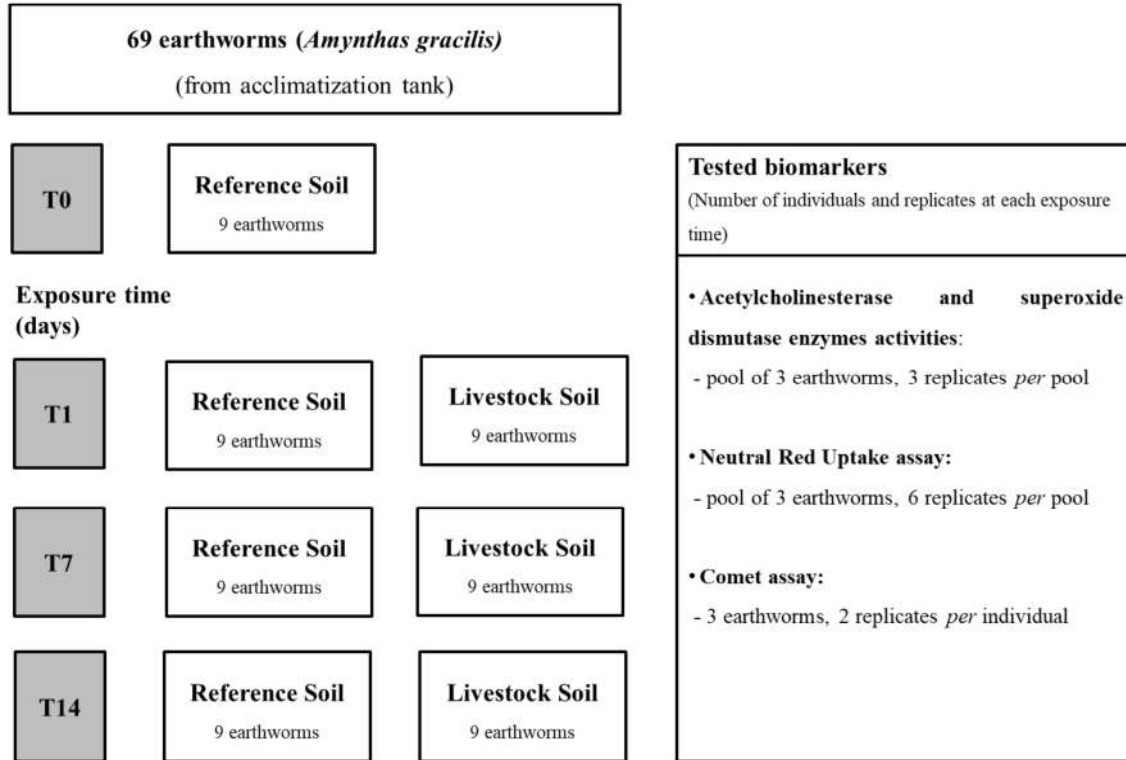 69 earthworms (Amynthas gracilis)
(from acclimatization tank)
T0
Reference Soil
9 earthworms
Exposure time
(days)
T1
Reference Soil
9 earthworms
Livestock Soil
9 earthworms
T7
Reference Soil
9 earthworms
Livestock Soil
9 earthworms
T14
Reference Soil
9 earthworms
Livestock Soil
9 earthworms
Tested biomarkers
(Number of individuals and replicates at each exposure
time)
• Acetylcholinesterase and superoxide
dismutase enzymes activities:
- pool of 3 earthworms, 3 replicates per pool
• Neutral Red Uptake assay:
- pool of 3 earthworms, 6 replicates per pool
• Comet assay:
- 3 earthworms, 2 replicates per individual